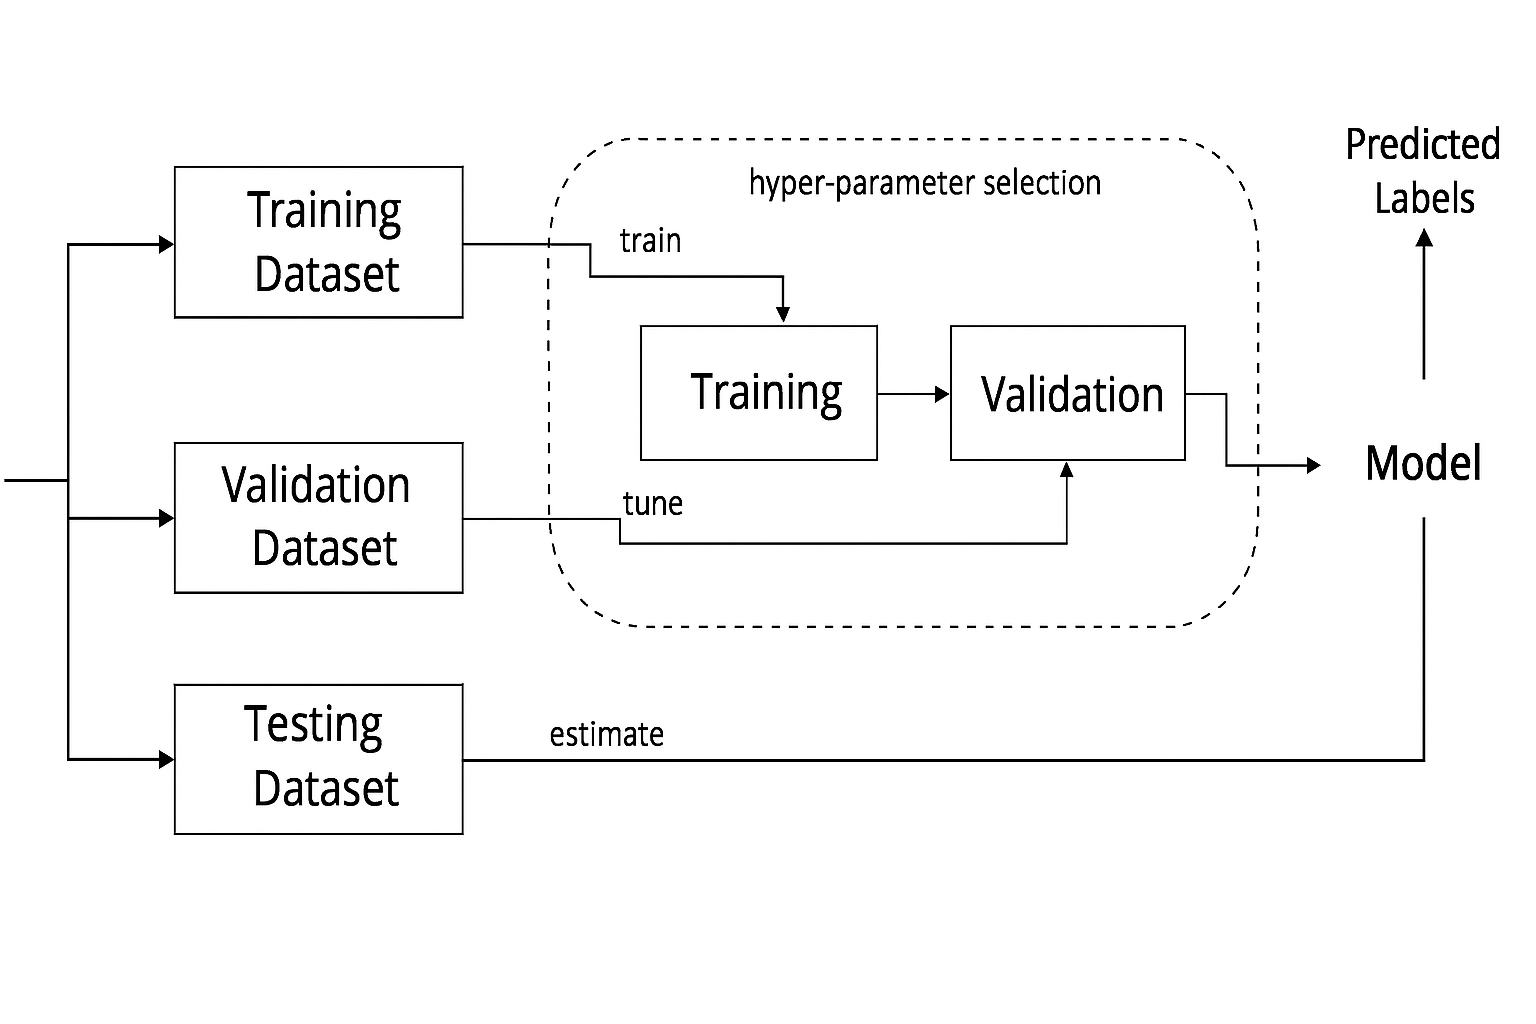 Training
Dataset
Validation
Dataset
Testing
Dataset
hyper-parameter selection
train
Training
Validation
tune
estimate
Predicted
Labels
Model